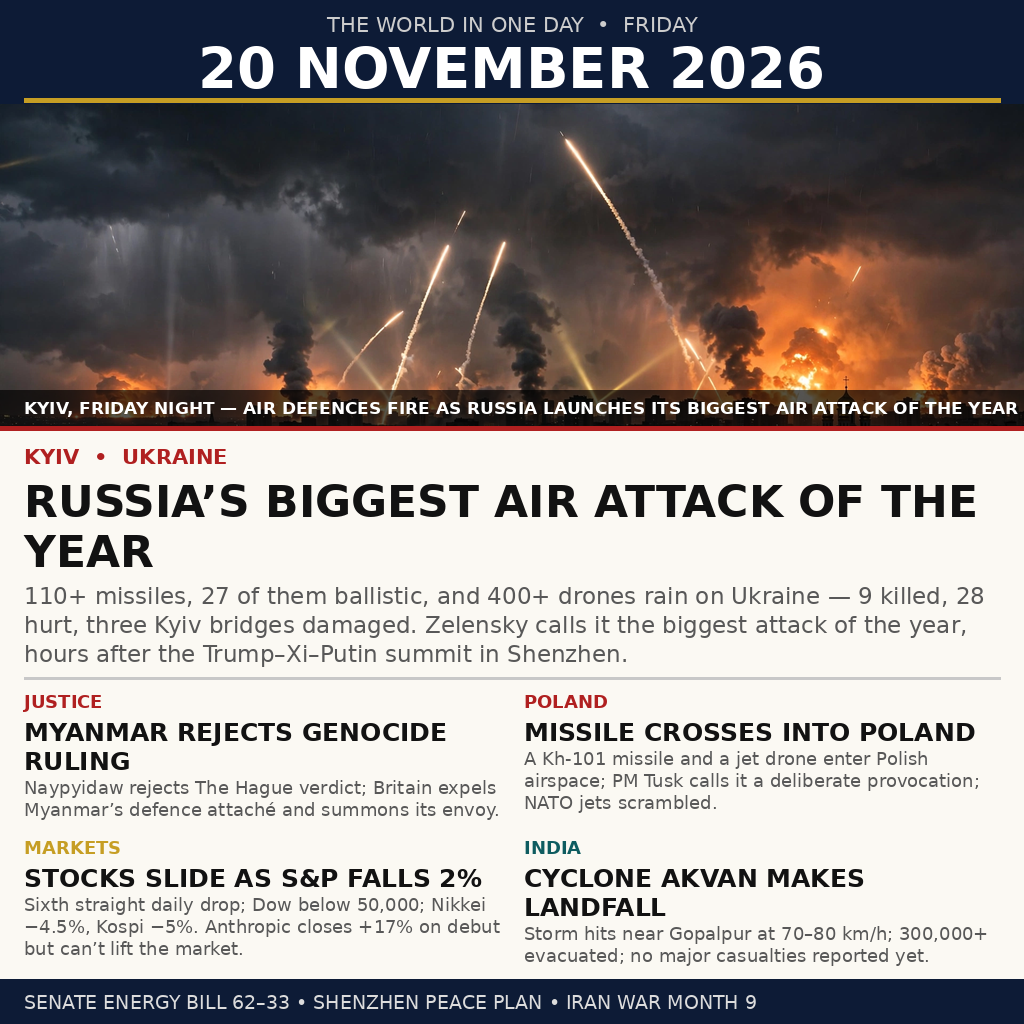 THE WORLD IN ONE DAY • FRIDAY
20 NOVEMBER 2026
KYIV, FRIDAY NIGHT — AIR DEFENCES FIRE AS RUSSIA LAUNCHES ITS BIGGEST AIR ATTACK OF THE YEAR
KYIV • UKRAINE
RUSSIA’S BIGGEST AIR ATTACK OF THE
YEAR
110+ missiles, 27 of them ballistic, and 400+ drones rain on Ukraine — 9 killed, 28
hurt, three Kyiv bridges damaged. Zelensky calls it the biggest attack of the year,
hours after the Trump–Xi–Putin summit in Shenzhen.
JUSTICE
MYANMAR REJECTS GENOCIDE
RULING
Naypyidaw rejects The Hague verdict; Britain expels
Myanmar’s defence attaché and summons its envoy.
POLAND
MISSILE CROSSES INTO POLAND
A Kh-101 missile and a jet drone enter Polish
airspace; PM Tusk calls it a deliberate provocation;
NATO jets scrambled.
MARKETS
STOCKS SLIDE AS S&P FALLS 2%
Sixth straight daily drop; Dow below 50,000; Nikkei
−4.5%, Kospi −5%. Anthropic closes +17% on debut
but can’t lift the market.
INDIA
CYCLONE AKVAN MAKES
LANDFALL
Storm hits near Gopalpur at 70–80 km/h; 300,000+
evacuated; no major casualties reported yet.
SENATE ENERGY BILL 62–33 • SHENZHEN PEACE PLAN • IRAN WAR MONTH 9